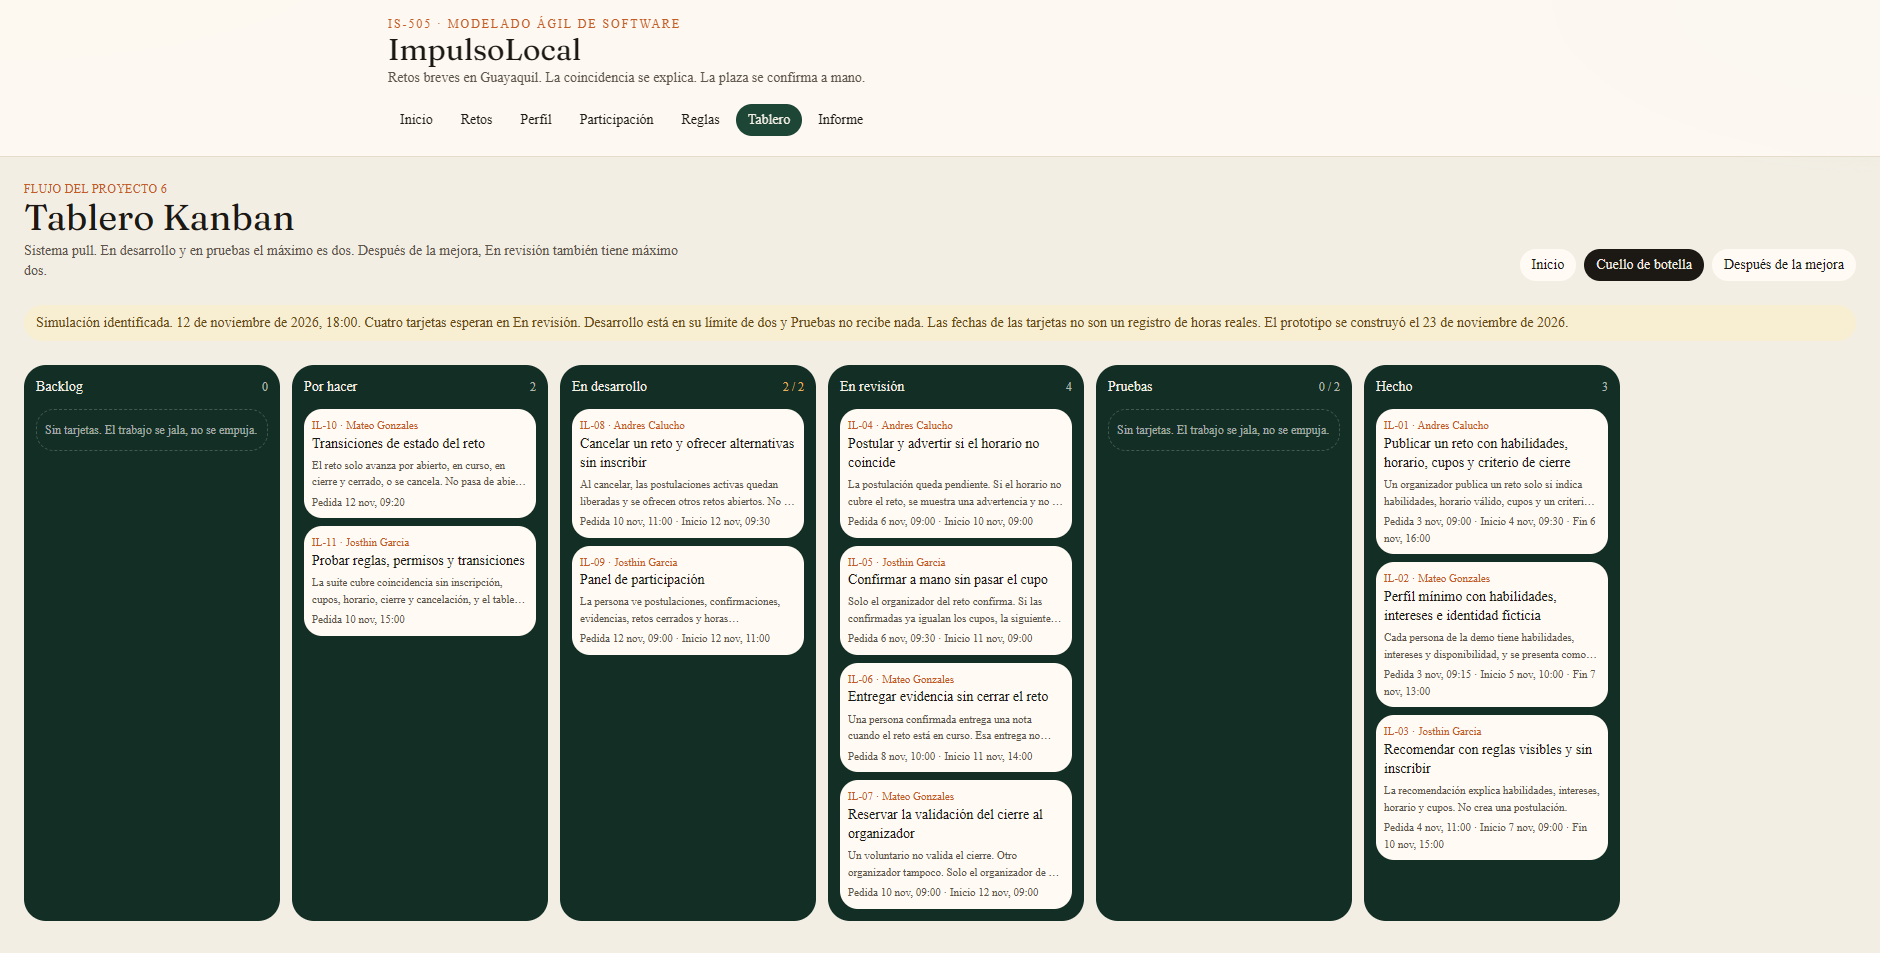 IS-505 · MODELADO ÁGIL DE SOFTWARE
ImpulsoLocal
Retos breves en Guayaquil. La coincidencia se explica. La plaza se confirma a mano.
Inicio Retos Perfil Participación Reglas Tablero Informe
FLUJO DEL PROYECTO 6
Tablero Kanban
Sistema pull. En desarrollo y en pruebas el máximo es dos. Después de la mejora, En revisión también tiene máximo
dos.
Inicio Cuello de botella Después de la mejora
Simulación identificada. 12 de noviembre de 2026, 18:00. Cuatro tarjetas esperan en En revisión. Desarrollo está en su límite de dos y Pruebas no recibe nada. Las fechas de las tarjetas no son un registro de horas reales. El prototipo se construyó el 23 de noviembre de 2026.
Backlog 0
Sin tarjetas. El trabajo se jala, no se empuja.
Por hacer 2
IL-10 · Mateo Gonzales
Transiciones de estado del reto
El reto solo avanza por abierto, en curso, en
cierre y cerrado, o se cancela. No pasa de abie…
Pedida 12 nov, 09:20
IL-11 · Josthin Garcia
Probar reglas, permisos y transiciones
La suite cubre coincidencia sin inscripción,
cupos, horario, cierre y cancelación, y el table…
Pedida 10 nov, 15:00
En desarrollo 2 / 2
IL-08 · Andres Calucho
Cancelar un reto y ofrecer alternativas
sin inscribir
Al cancelar, las postulaciones activas quedan
liberadas y se ofrecen otros retos abiertos. No …
Pedida 10 nov, 11:00 · Inicio 12 nov, 09:30
IL-09 · Josthin Garcia
Panel de participación
La persona ve postulaciones, confirmaciones,
evidencias, retos cerrados y horas…
Pedida 12 nov, 09:00 · Inicio 12 nov, 11:00
En revisión 4
IL-04 · Andres Calucho
Postular y advertir si el horario no
coincide
La postulación queda pendiente. Si el horario no
cubre el reto, se muestra una advertencia y no …
Pedida 6 nov, 09:00 · Inicio 10 nov, 09:00
IL-05 · Josthin Garcia
Confirmar a mano sin pasar el cupo
Solo el organizador del reto confirma. Si las
confirmadas ya igualan los cupos, la siguiente…
Pedida 6 nov, 09:30 · Inicio 11 nov, 09:00
IL-06 · Mateo Gonzales
Entregar evidencia sin cerrar el reto
Una persona confirmada entrega una nota
cuando el reto está en curso. Esa entrega no…
Pedida 8 nov, 10:00 · Inicio 11 nov, 14:00
IL-07 · Mateo Gonzales
Reservar la validación del cierre al
organizador
Un voluntario no valida el cierre. Otro
organizador tampoco. Solo el organizador de …
Pedida 10 nov, 09:00 · Inicio 12 nov, 09:00
Pruebas 0 / 2
Sin tarjetas. El trabajo se jala, no se empuja.
Hecho 3
IL-01 · Andres Calucho
Publicar un reto con habilidades,
horario, cupos y criterio de cierre
Un organizador publica un reto solo si indica
habilidades, horario válido, cupos y un criteri…
Pedida 3 nov, 09:00 · Inicio 4 nov, 09:30 · Fin 6
nov, 16:00
IL-02 · Mateo Gonzales
Perfil mínimo con habilidades,
intereses e identidad ficticia
Cada persona de la demo tiene habilidades,
intereses y disponibilidad, y se presenta como…
Pedida 3 nov, 09:15 · Inicio 5 nov, 10:00 · Fin 7
nov, 13:00
IL-03 · Josthin Garcia
Recomendar con reglas visibles y sin
inscribir
La recomendación explica habilidades, intereses,
horario y cupos. No crea una postulación.
Pedida 4 nov, 11:00 · Inicio 7 nov, 09:00 · Fin
10 nov, 15:00